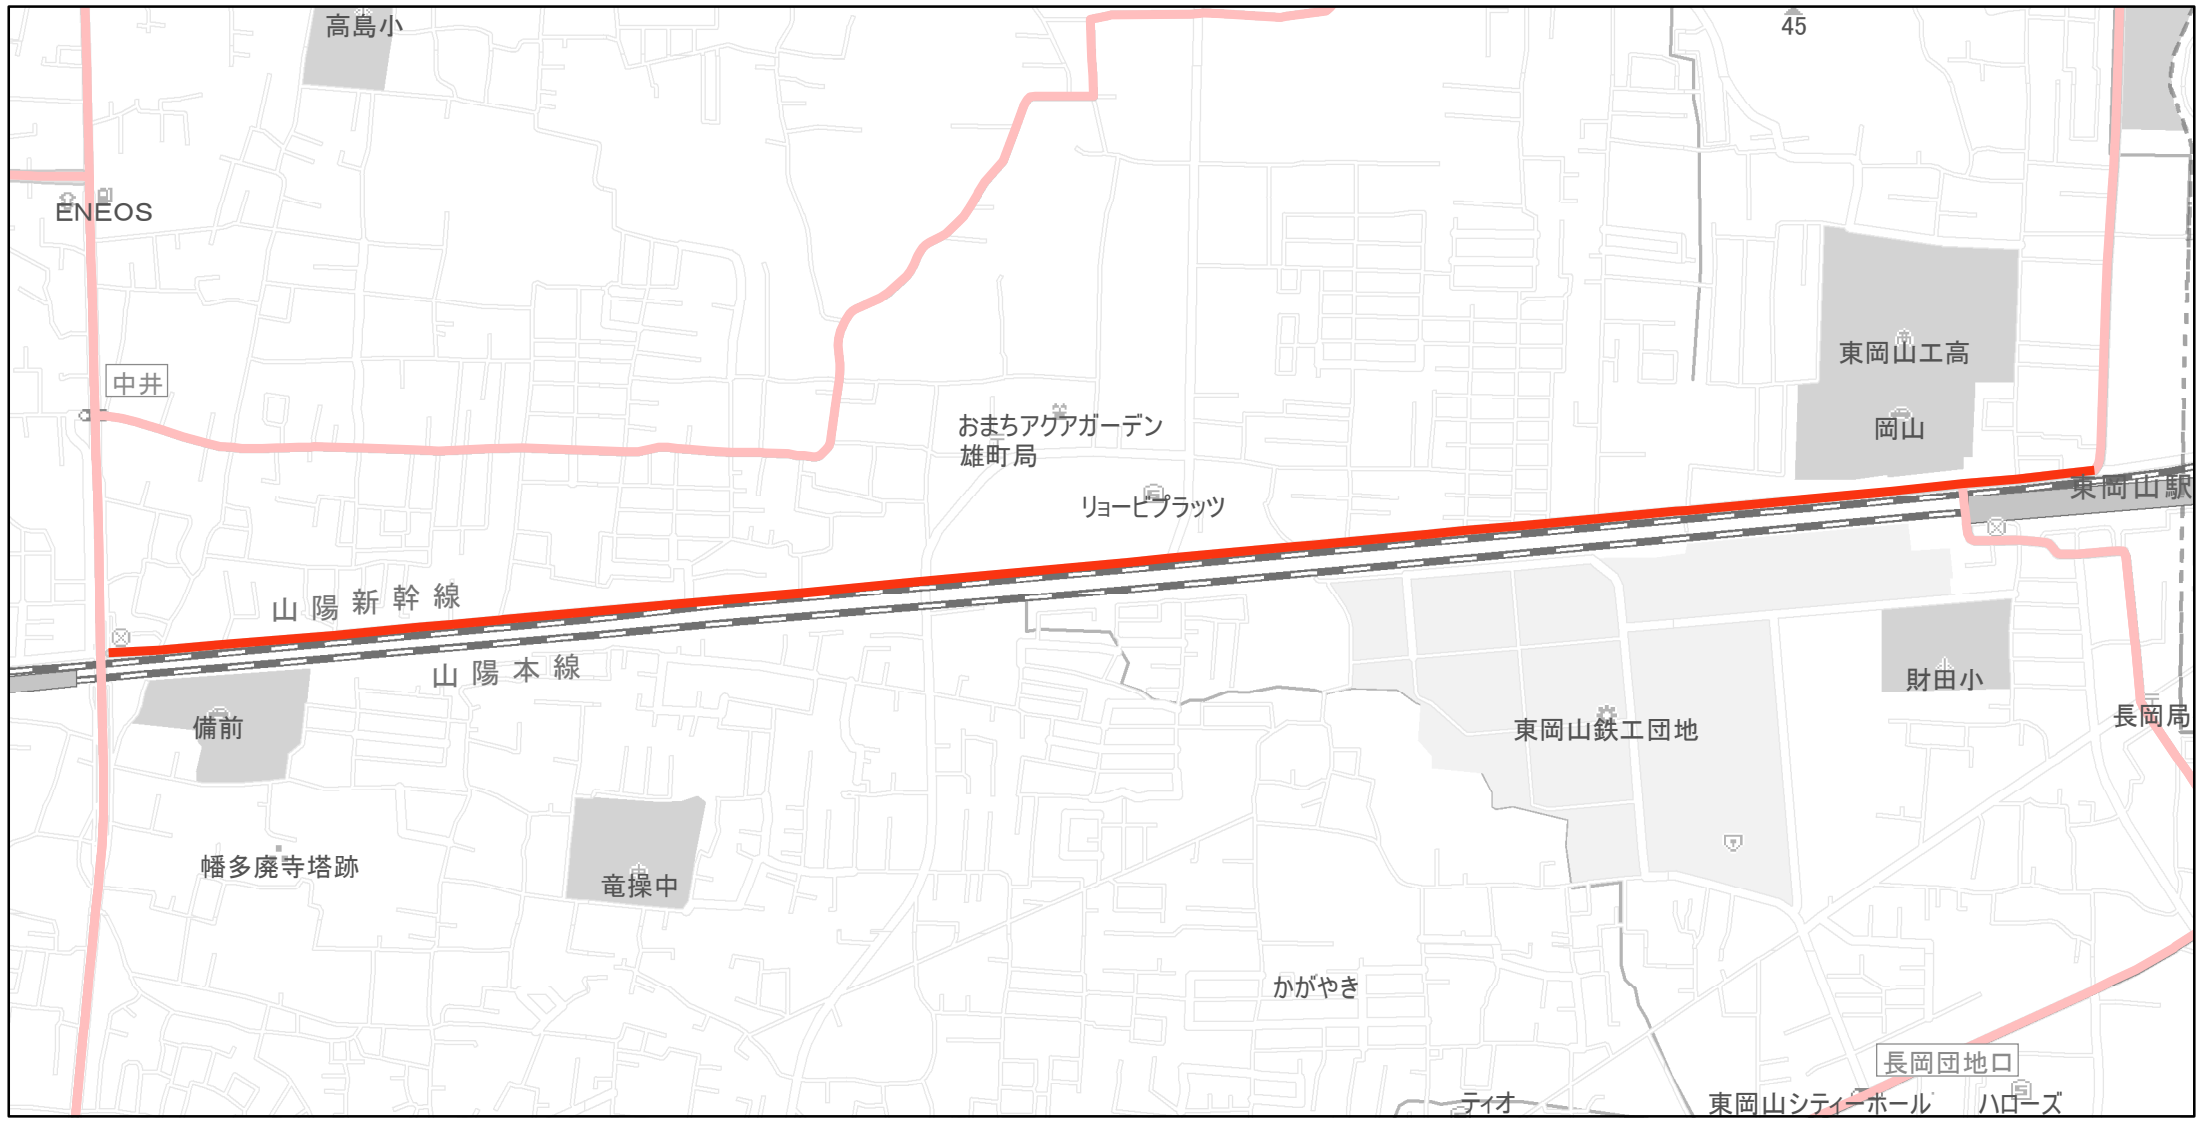 高島小
45
ENEOS
東岡山工高
中井
おまちアクアガーデン
岡山
雄町局
東岡山駅
リョービプラッツ
山陽新幹線
山陽本線
財田小
備前
東岡山鉄工団地
長岡局
幡多廃寺塔跡
竜操中
かがやき
長岡団地口
ティオ
東岡山シティーホール
ハローズ